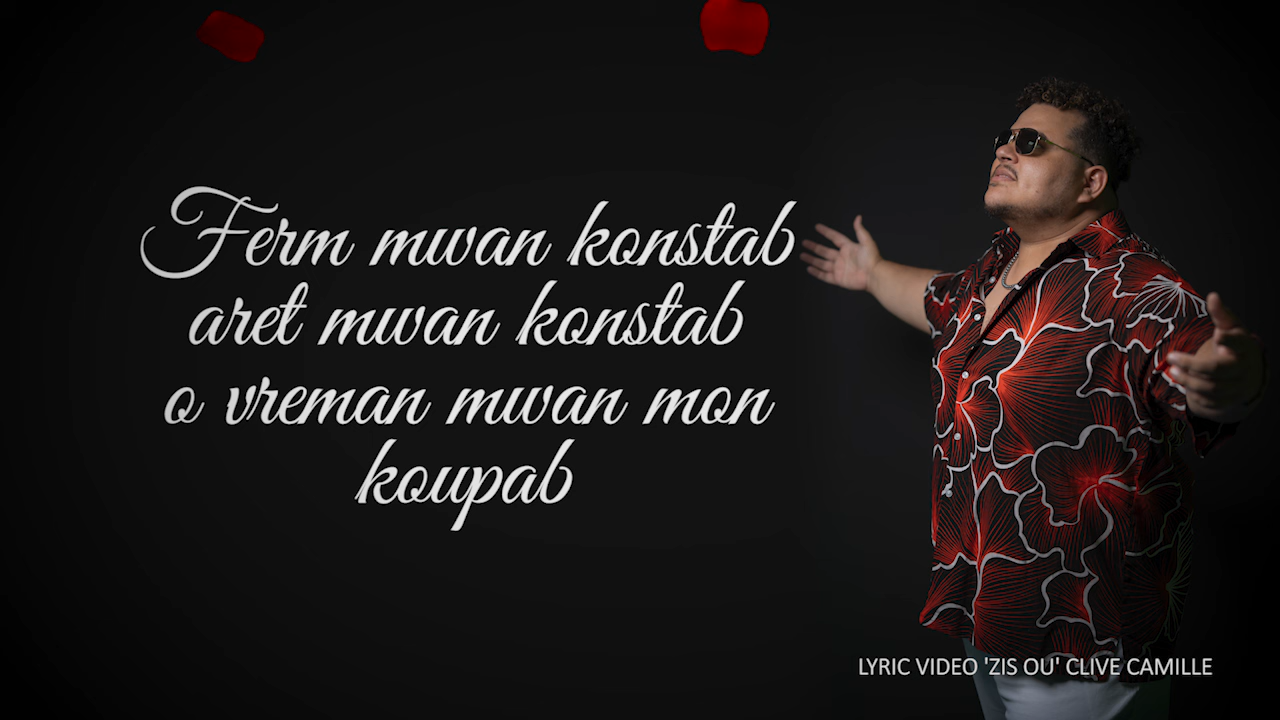 Ferm mwan konstab
aret mwan konstab
o vreman mwan mon
koupab
LYRIC VIDEO 'ZIS OU' CLIVE CAMILLE